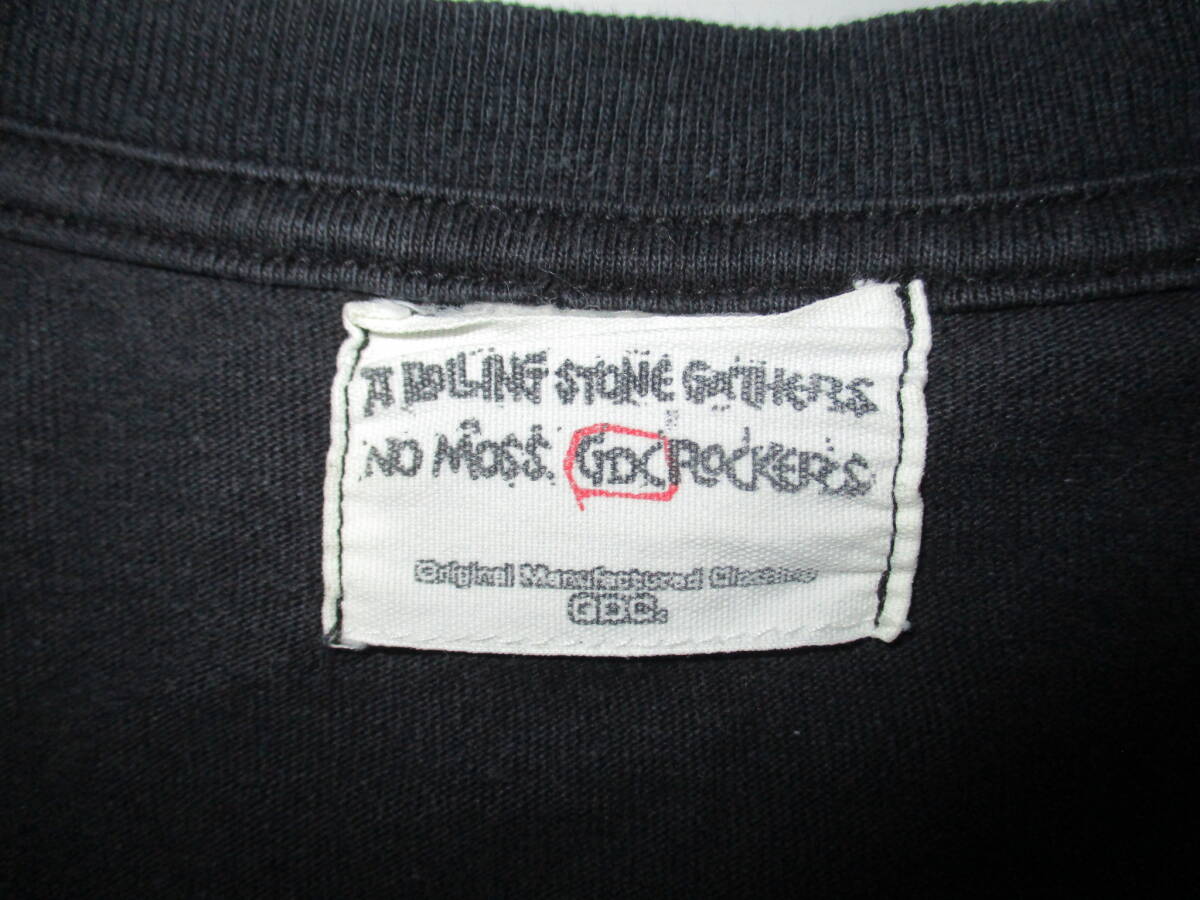 A ROLLING STONE GATHERS
NO MOSS. GDC ROCKERS
Original Manufactured Clothing
GDC.